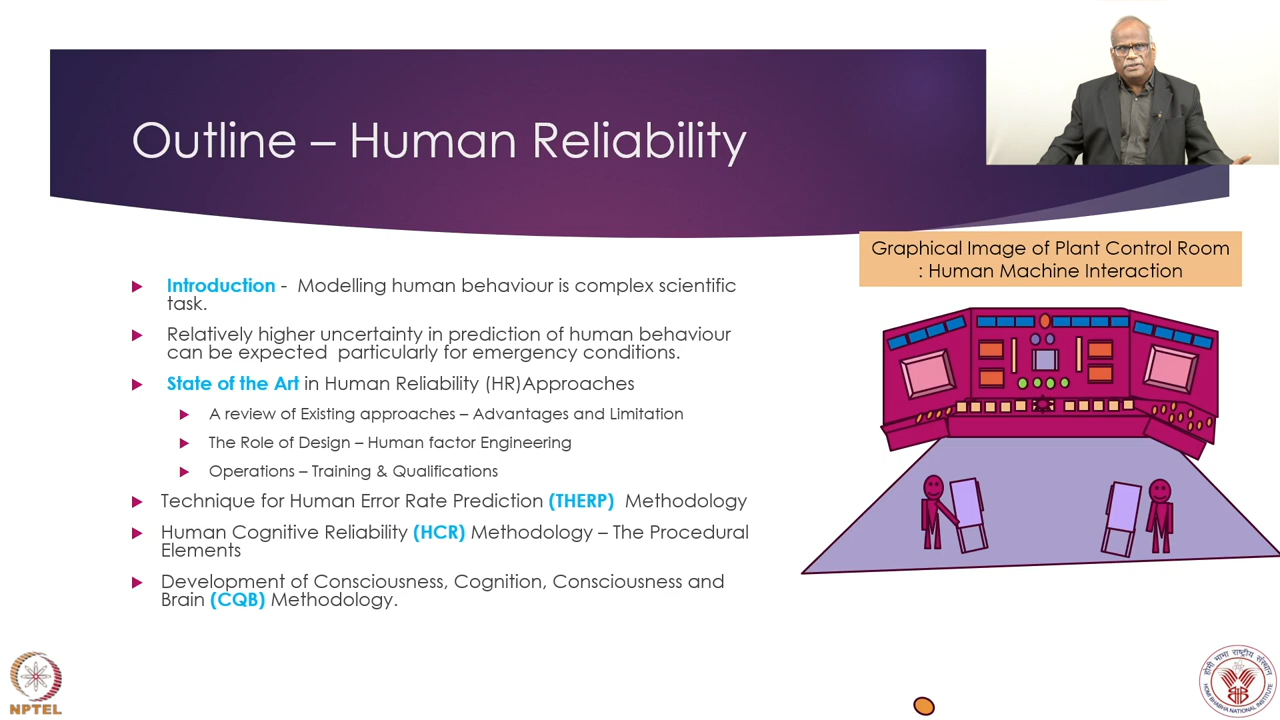 Outline – Human Reliability
Graphical Image of Plant Control Room
: Human Machine Interaction
Introduction - Modelling human behaviour is complex scientific
task.
Relatively higher uncertainty in prediction of human behaviour
can be expected particularly for emergency conditions.
State of the Art in Human Reliability (HR)Approaches
A review of Existing approaches – Advantages and Limitation
The Role of Design – Human factor Engineering
Operations – Training & Qualifications
Technique for Human Error Rate Prediction (THERP) Methodology
Human Cognitive Reliability (HCR) Methodology – The Procedural
Elements
Development of Consciousness, Cognition, Consciousness and
Brain (CQB) Methodology.
NPTEL
होमी भाभा राष्ट्रीय संस्थान
HOMI BHABHA NATIONAL INSTITUTE